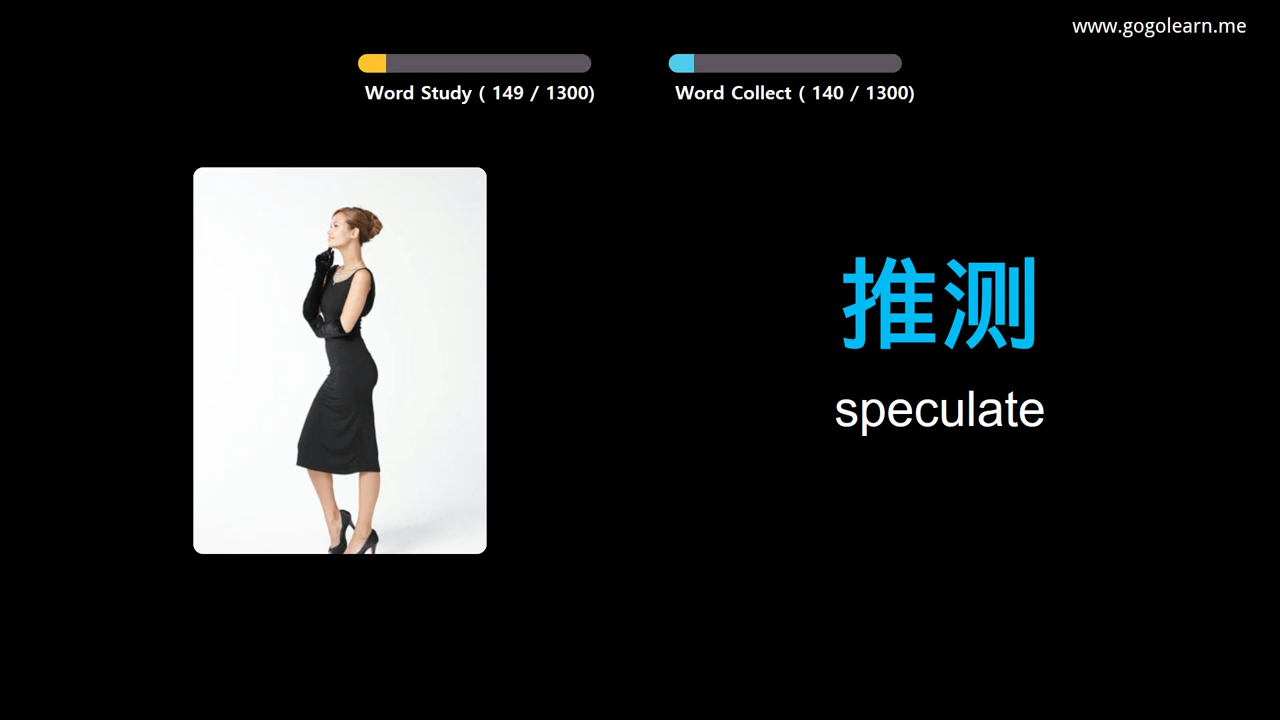 www.gogolearn.me
Word Study ( 149 / 1300)
Word Collect ( 140 / 1300)
推测
speculate